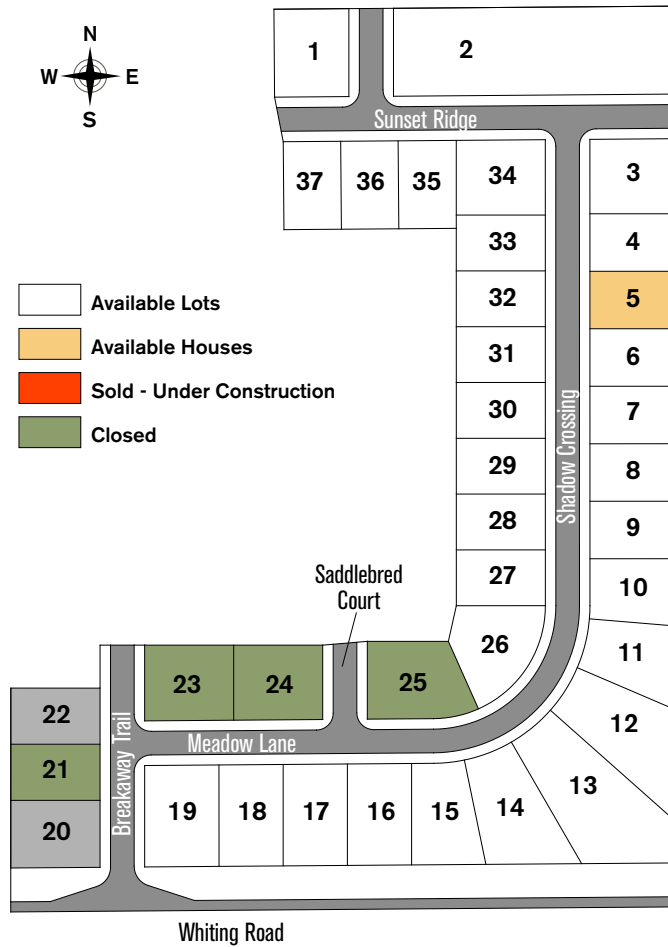 N
W E
S
1
2
Sunset Ridge
37 36 35 34
3
33
4
32
5
31
6
30
7
29
8
28
9
27
10
26
11
12
13
Available Lots
Available Houses
Sold - Under Construction
Closed
Shadow Crossing
Saddlebred
Court
23 24 25
22
21
20
Breakaway Trail
Meadow Lane
19 18 17 16 15 14
Whiting Road